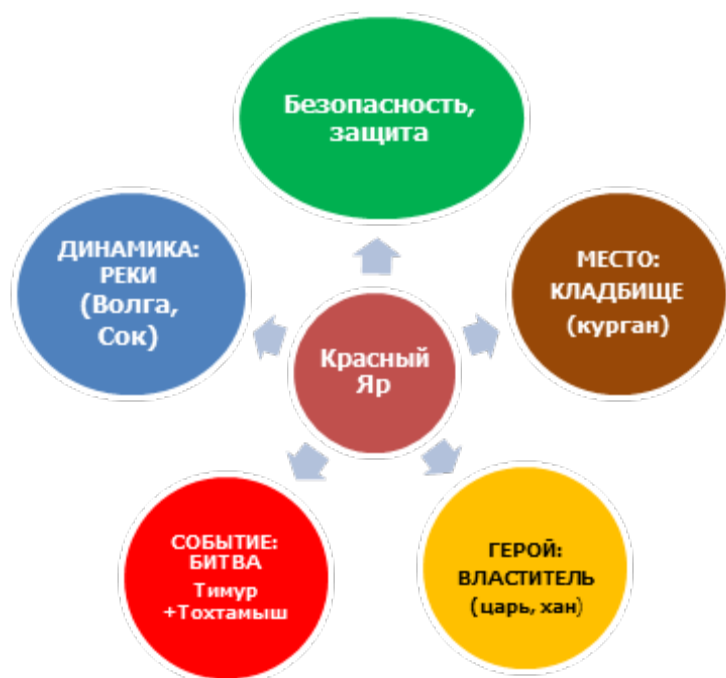 Безопасность,
защита
ДИНАМИКА:
РЕКИ
(Волга,
Сок)
МЕСТО:
КЛАДБИЩЕ
(курган)
Красный
Яр
СОБЫТИЕ:
БИТВА
Тимур
+Тохтамыш
ГЕРОЙ:
ВЛАСТИТЕЛЬ
(царь, хан)